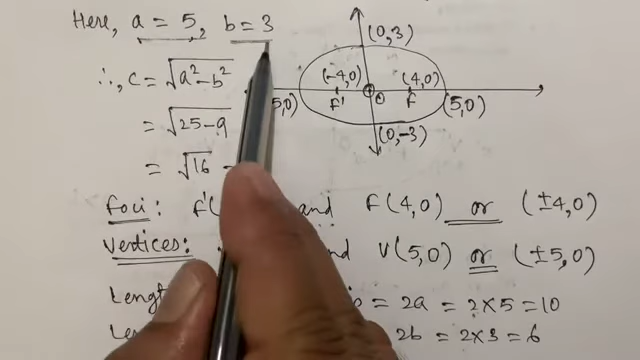 Here, a = 5, b = 3
∴, c = √a²-b²
= √25-9
= √16 =
(0,3)
(-4,0) (4,0)
F' O F
5,0) (5,0)
(0,-3)
Foci: F'( and F(4,0) or (±4,0)
Vertices: and V(5,0) or (±5,0)
Length = 2a = 2×5 = 10
2b = 2×3 = 6